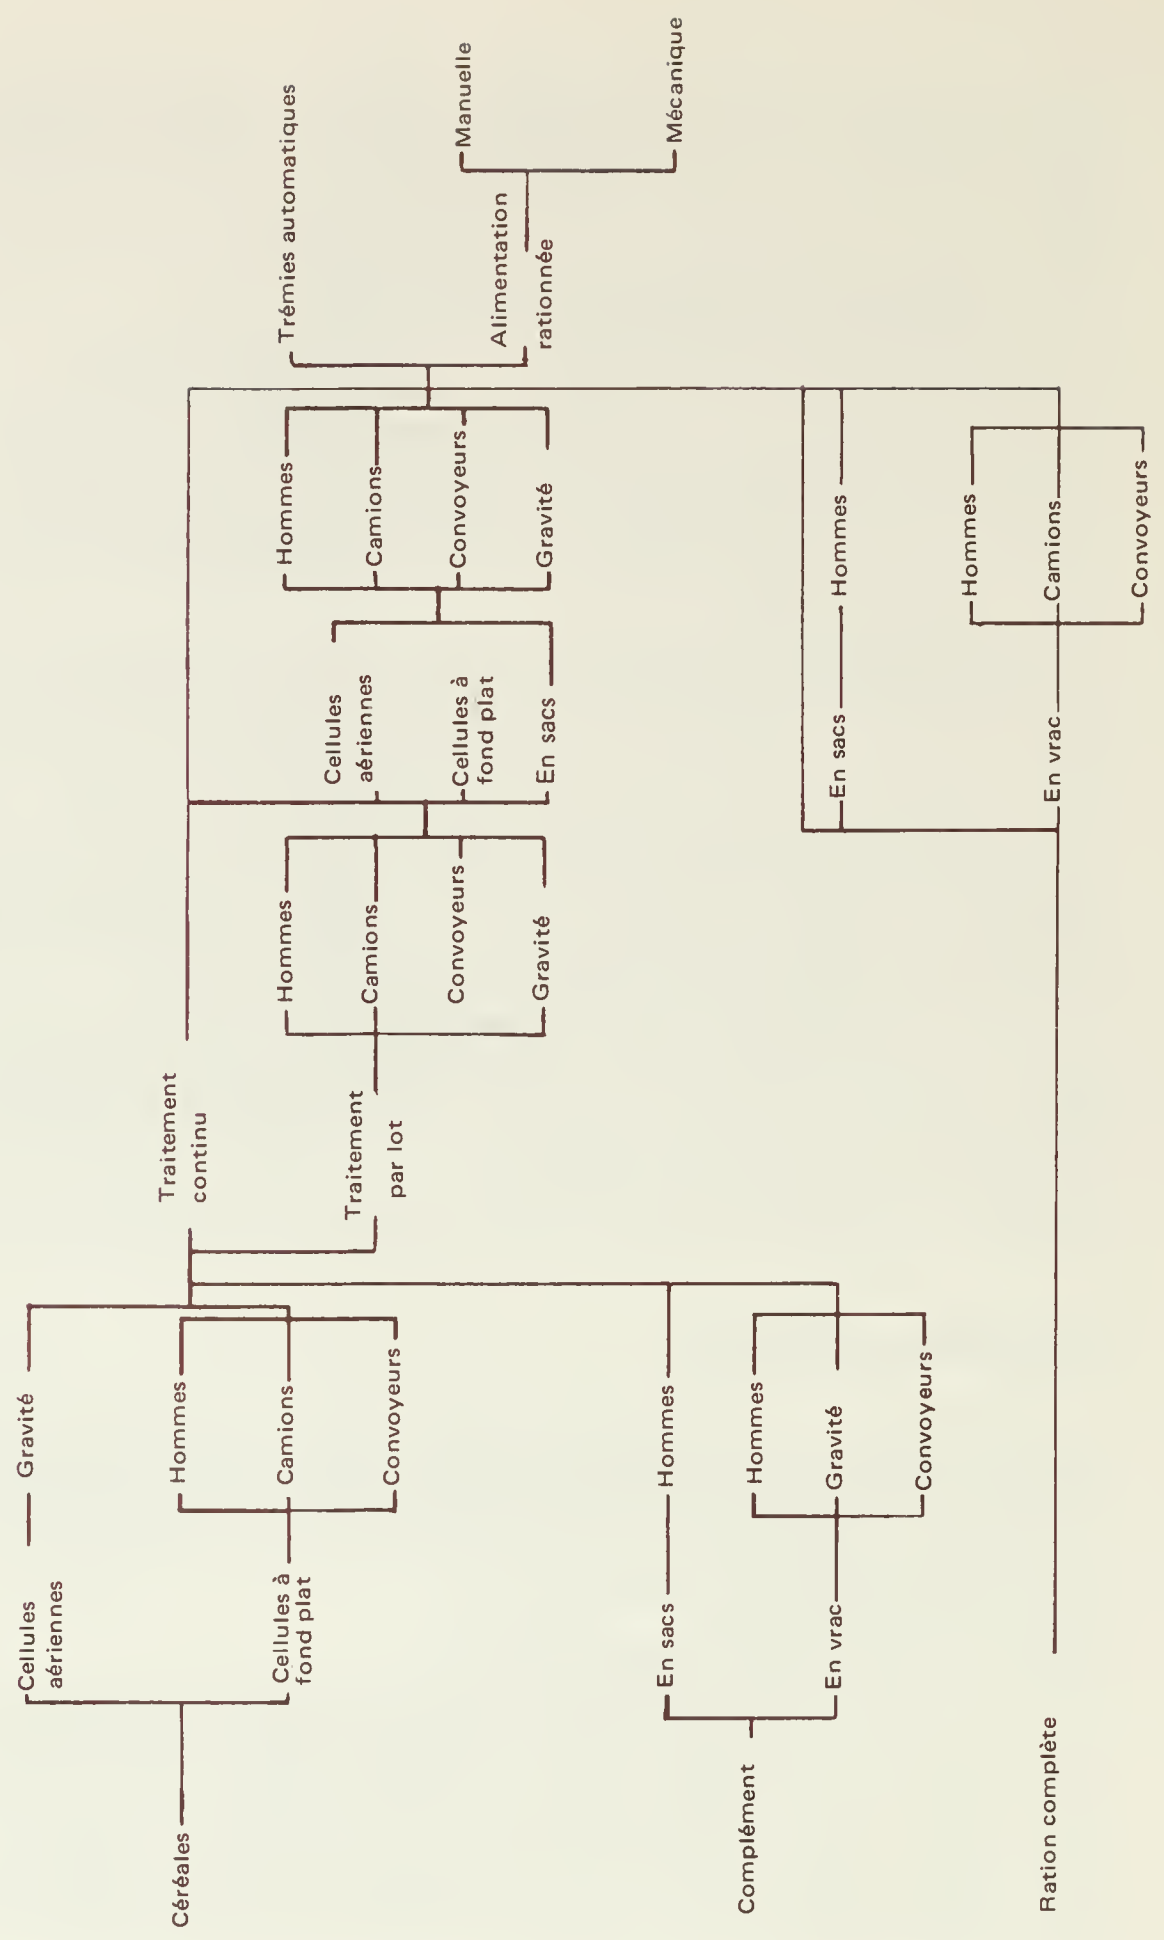 Céréales
Cellules
aériennes
Gravité
Cellules à
fond plat
Hommes
Camions
Convoyeurs
Complément
En sacs
Hommes
En vrac
Hommes
Gravité
Convoyeurs
Ration complète
Traitement
continu
Traitement
par lot
Hommes
Camions
Convoyeurs
Gravité
Cellules
aériennes
Cellules à
fond plat
En sacs
Hommes
Camions
Convoyeurs
Gravité
En sacs
Hommes
En vrac
Hommes
Camions
Convoyeurs
Trémies automatiques
Alimentation
rationnée
Manuelle
Mécanique